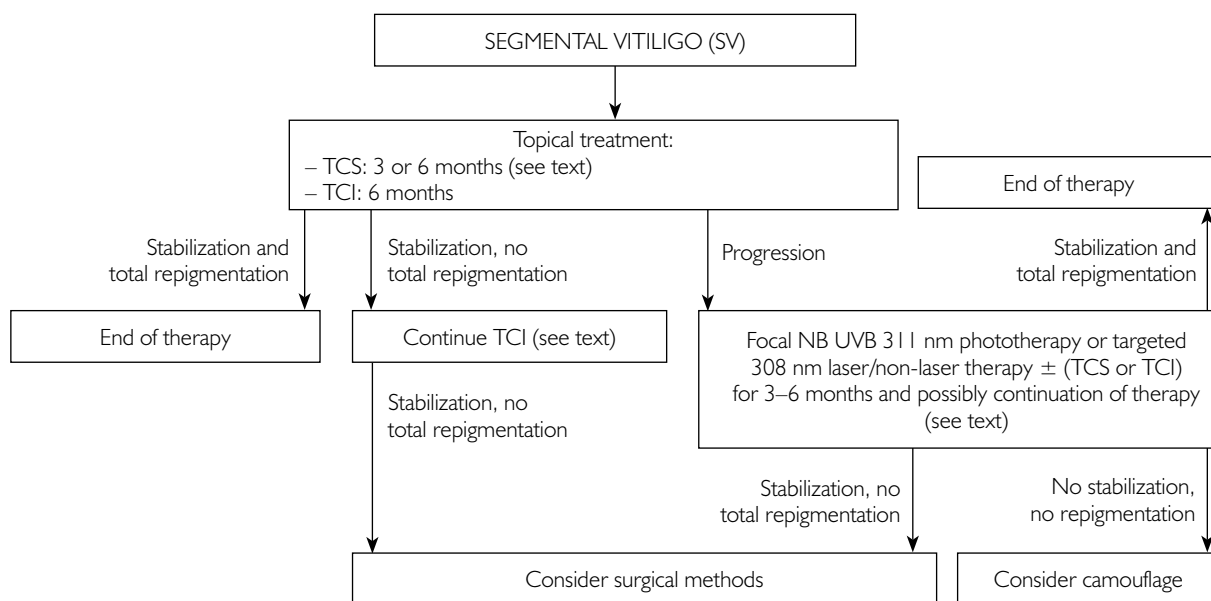 SEGMENTAL VITILIGO (SV)
Topical treatment:
– TCS: 3 or 6 months (see text)
– TCI: 6 months
End of therapy
Stabilization and
total repigmentation
Stabilization, no
total repigmentation
Progression
Stabilization and
total repigmentation
End of therapy
Continue TCI (see text)
Focal NB UVB 311 nm phototherapy or targeted
308 nm laser/non-laser therapy ± (TCS or TCI)
for 3–6 months and possibly continuation of therapy
(see text)
Stabilization, no
total repigmentation
Stabilization, no
total repigmentation
No stabilization,
no repigmentation
Consider surgical methods
Consider camouflage